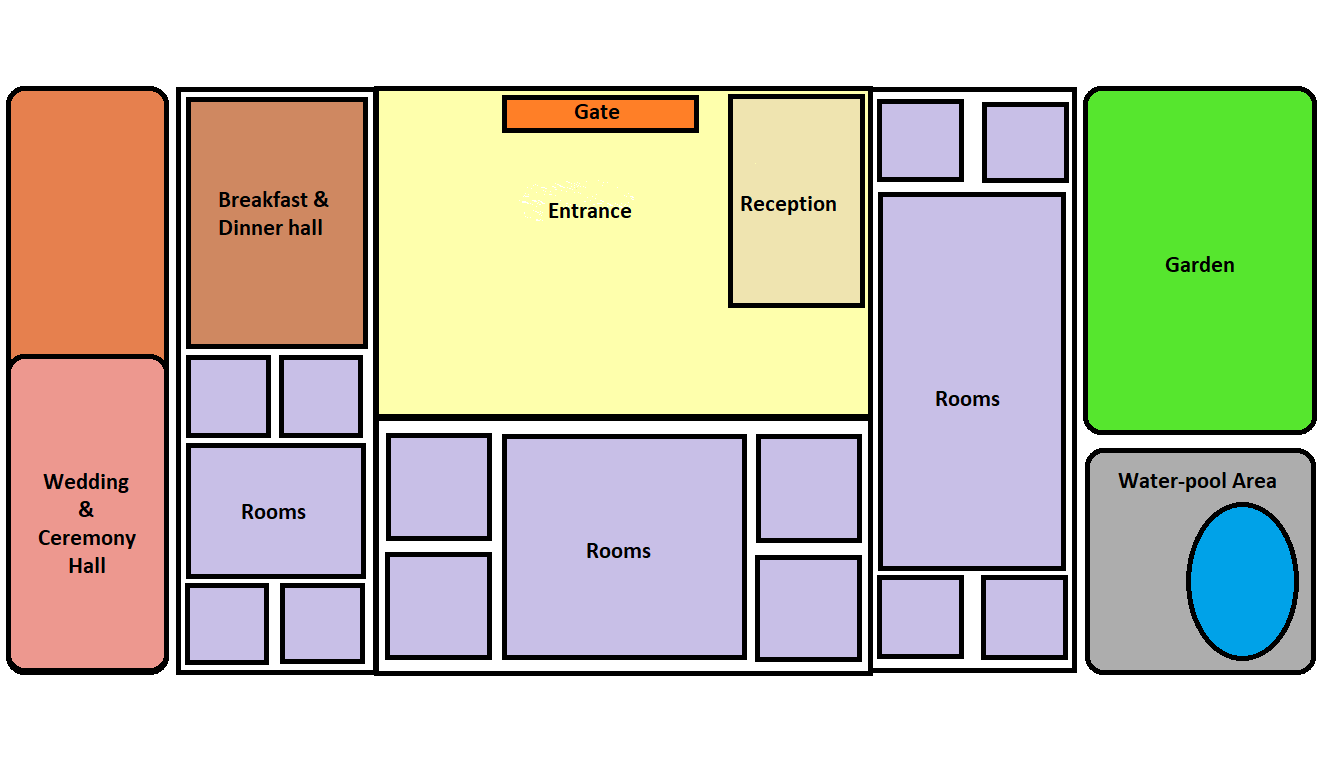 Gate
Breakfast &
Dinner hall
Entrance
Reception
Garden
Rooms
Wedding
&
Ceremony
Hall
Rooms
Rooms
Water-pool Area